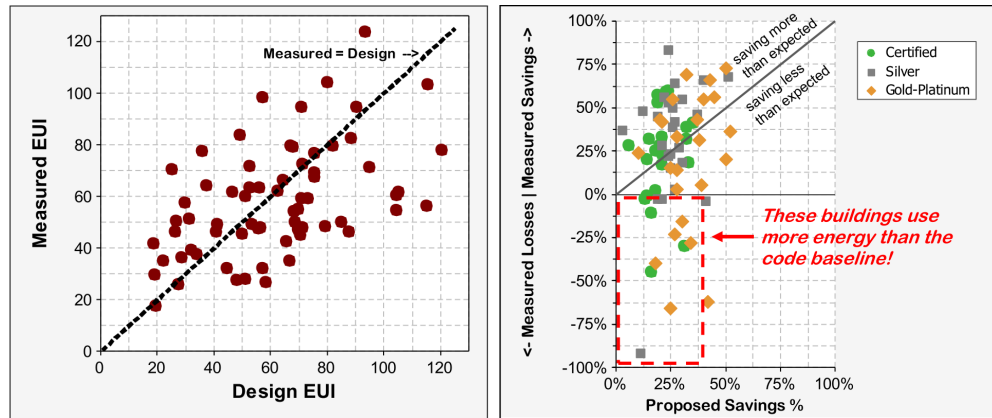 120
100
80
60
40
20
0
0
20
40
60
80
100
120
Measured EUI
Design EUI
Measured = Design -->
100%
75%
50%
25%
0%
-25%
-50%
-75%
-100%
0%
25%
50%
75%
100%
<- Measured Losses | Measured Savings ->
Proposed Savings %
saving more
than expected
saving less
than expected
These buildings use
more energy than the
code baseline!
Certified
Silver
Gold-Platinum